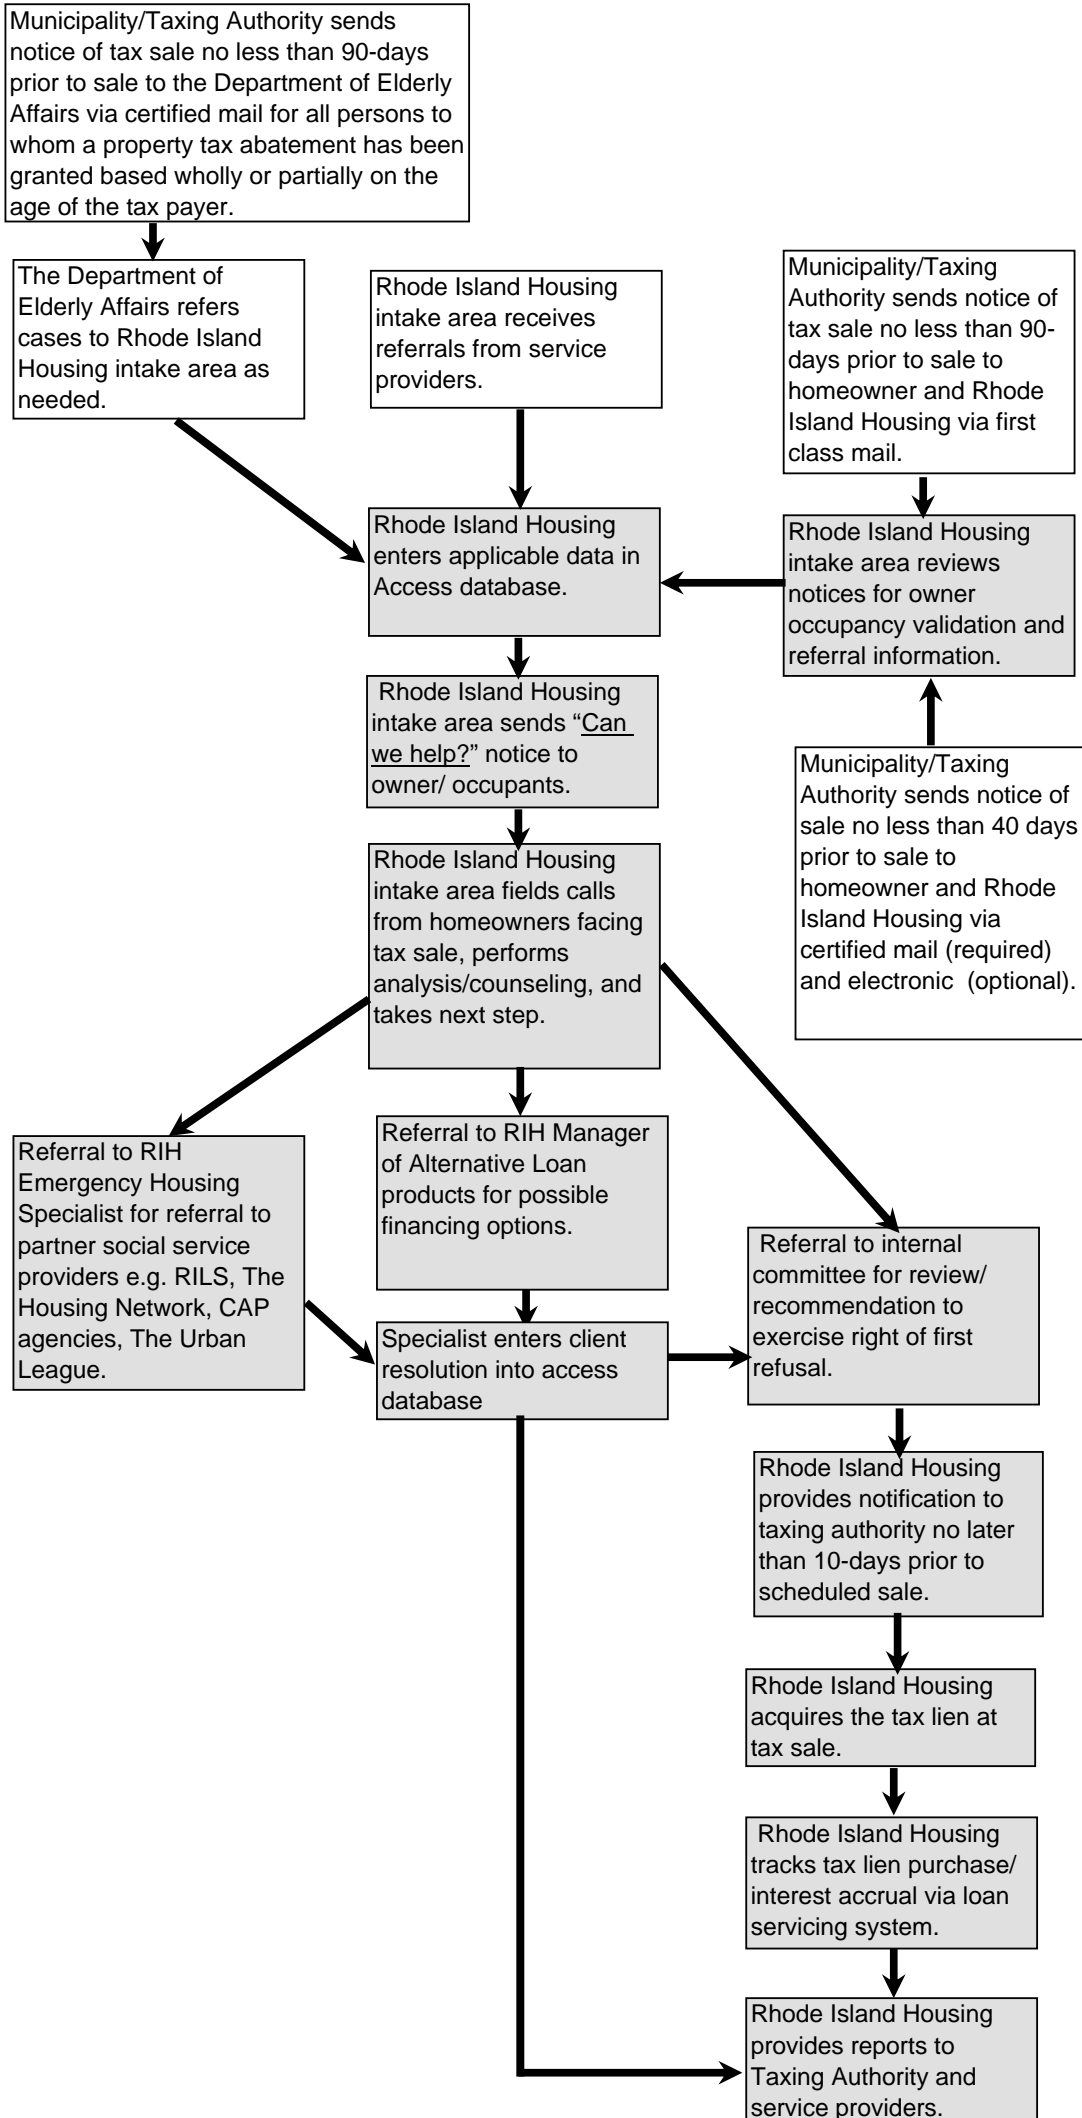 Municipality/Taxing Authority sends
notice of tax sale no less than 90-days
prior to sale to the Department of Elderly
Affairs via certified mail for all persons to
whom a property tax abatement has been
granted based wholly or partially on the
age of the tax payer.
The Department of
Elderly Affairs refers
cases to Rhode Island
Housing intake area as
needed.
Rhode Island Housing
intake area receives
referrals from service
providers.
Municipality/Taxing
Authority sends notice of
tax sale no less than 90-
days prior to sale to
homeowner and Rhode
Island Housing via first
class mail.
Rhode Island Housing
enters applicable data in
Access database.
Rhode Island Housing
intake area reviews
notices for owner
occupancy validation and
referral information.
Rhode Island Housing
intake area sends “Can
we help?” notice to
owner/ occupants.
Municipality/Taxing
Authority sends notice of
sale no less than 40 days
prior to sale to
homeowner and Rhode
Island Housing via
certified mail (required)
and electronic (optional).
Rhode Island Housing
intake area fields calls
from homeowners facing
tax sale, performs
analysis/counseling, and
takes next step.
Referral to RIH
Emergency Housing
Specialist for referral to
partner social service
providers e.g. RILS, The
Housing Network, CAP
agencies, The Urban
League.
Referral to RIH Manager
of Alternative Loan
products for possible
financing options.
Specialist enters client
resolution into access
database
Referral to internal
committee for review/
recommendation to
exercise right of first
refusal.
Rhode Island Housing
provides notification to
taxing authority no later
than 10-days prior to
scheduled sale.
Rhode Island Housing
acquires the tax lien at
tax sale.
Rhode Island Housing
tracks tax lien purchase/
interest accrual via loan
servicing system.
Rhode Island Housing
provides reports to
Taxing Authority and
service providers.